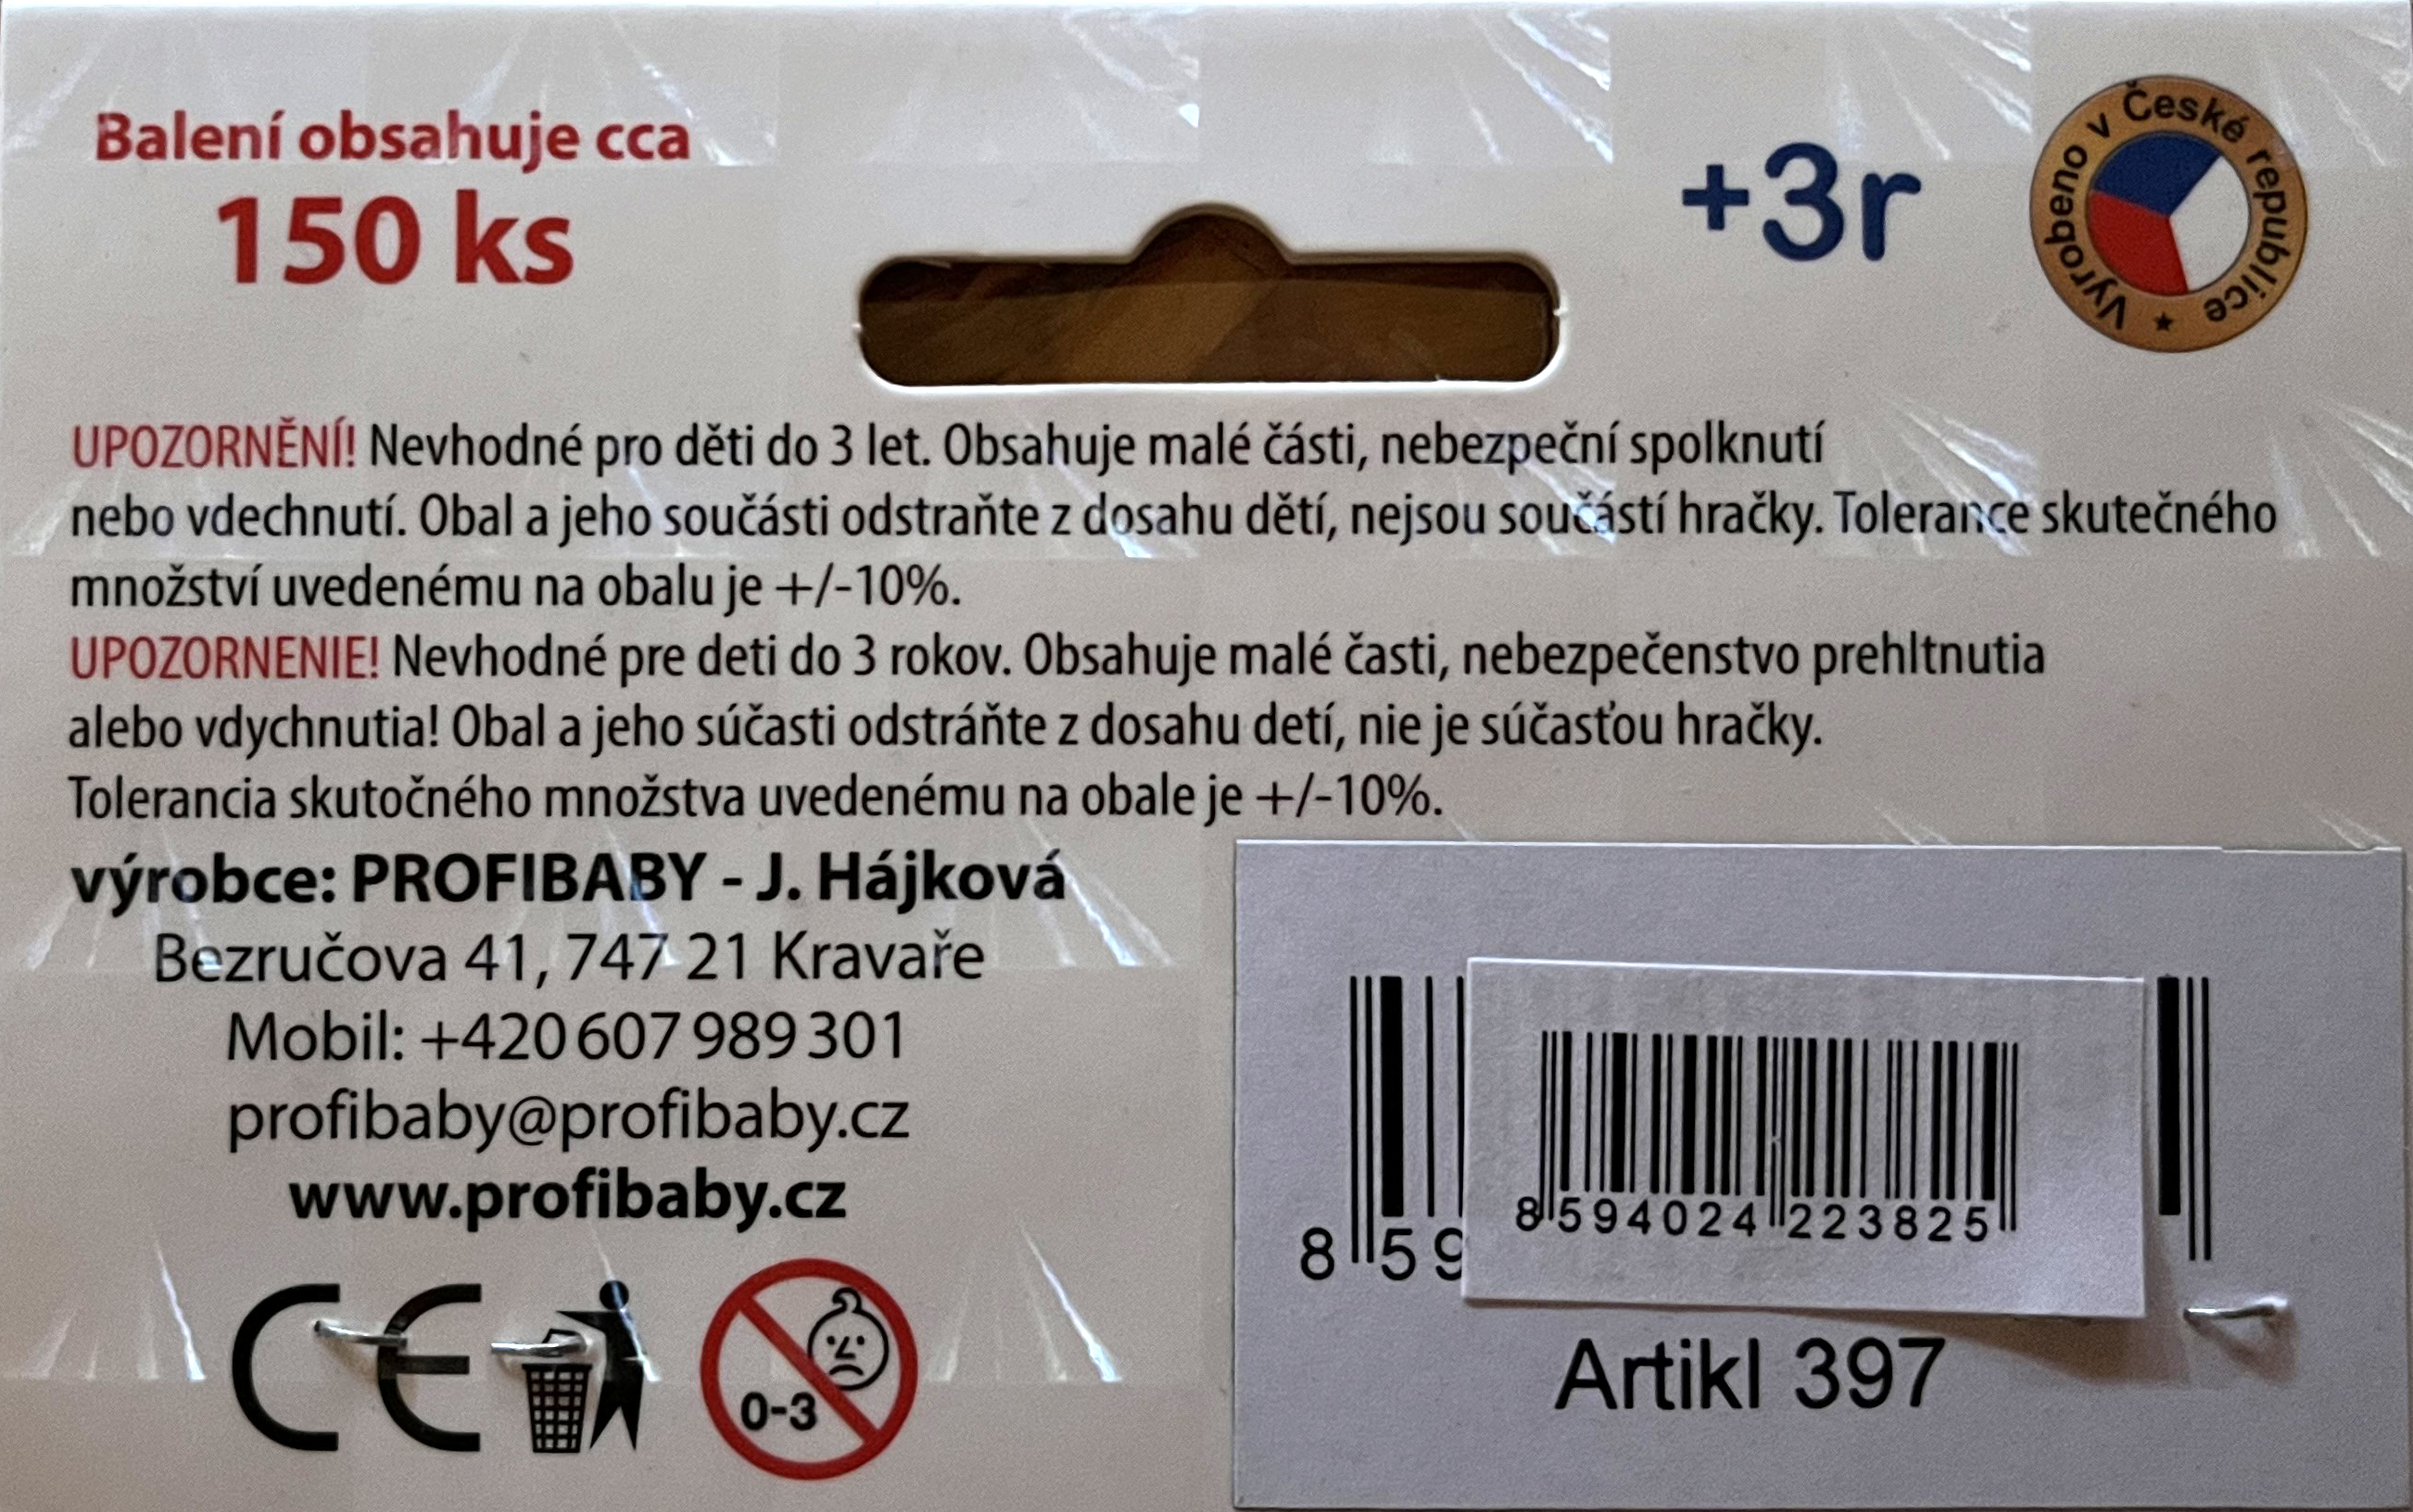 Balení obsahuje cca
150 ks
+3r
Vyrobeno v České republice
UPOZORNĚNÍ! Nevhodné pro děti do 3 let. Obsahuje malé části, nebezpeční spolknutí
nebo vdechnutí. Obal a jeho součásti odstraňte z dosahu dětí, nejsou součástí hračky. Tolerance skutečného
množství uvedenému na obalu je +/-10%.
UPOZORNENIE! Nevhodné pre deti do 3 rokov. Obsahuje malé časti, nebezpečenstvo prehltnutia
alebo vdychnutia! Obal a jeho súčasti odstráňte z dosahu detí, nie je súčasťou hračky.
Tolerancia skutočného množstva uvedenému na obale je +/-10%.
výrobce: PROFIBABY - J. Hájková
Bezručova 41, 747 21 Kravaře
Mobil: +420 607 989 301
profibaby@profibaby.cz
www.profibaby.cz
CE
0-3
8 59
8 594024 223825
Artikl 397